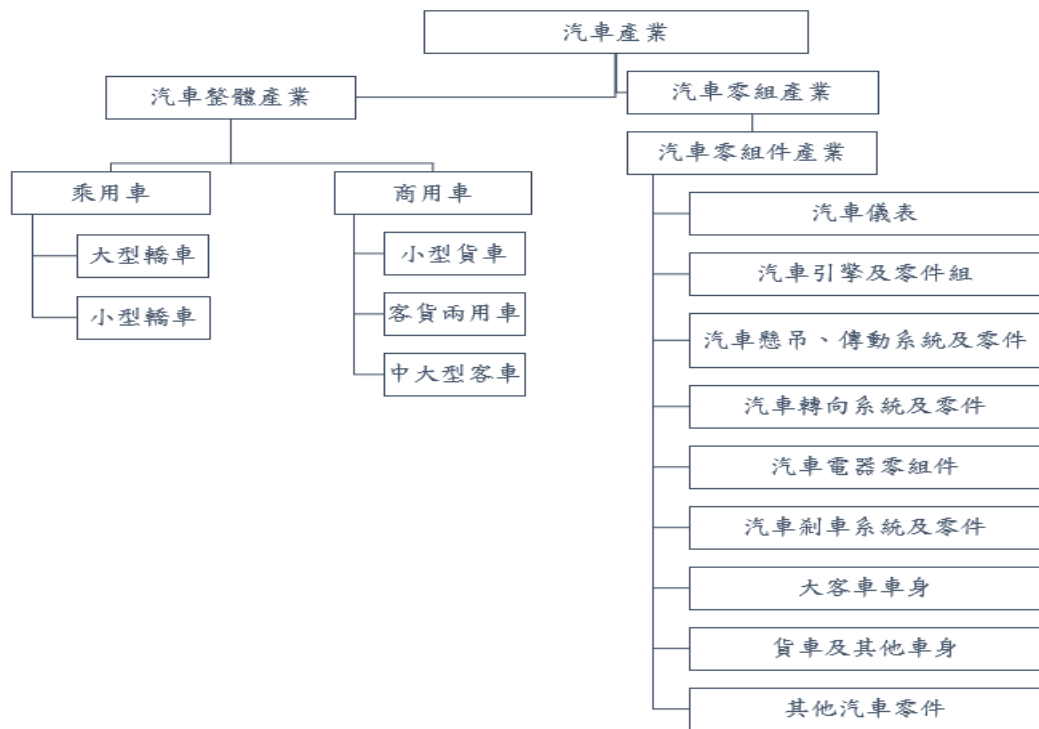 汽車產業
汽車整體產業
汽車零組產業
汽車零組件產業
乘用車
大型轎車
小型轎車
商用車
小型貨車
客貨兩用車
中大型客車
汽車儀表
汽車引擎及零件組
汽車懸吊、傳動系統及零件
汽車轉向系統及零件
汽車電器零組件
汽車剎車系統及零件
大客車車身
貨車及其他車身
其他汽車零件